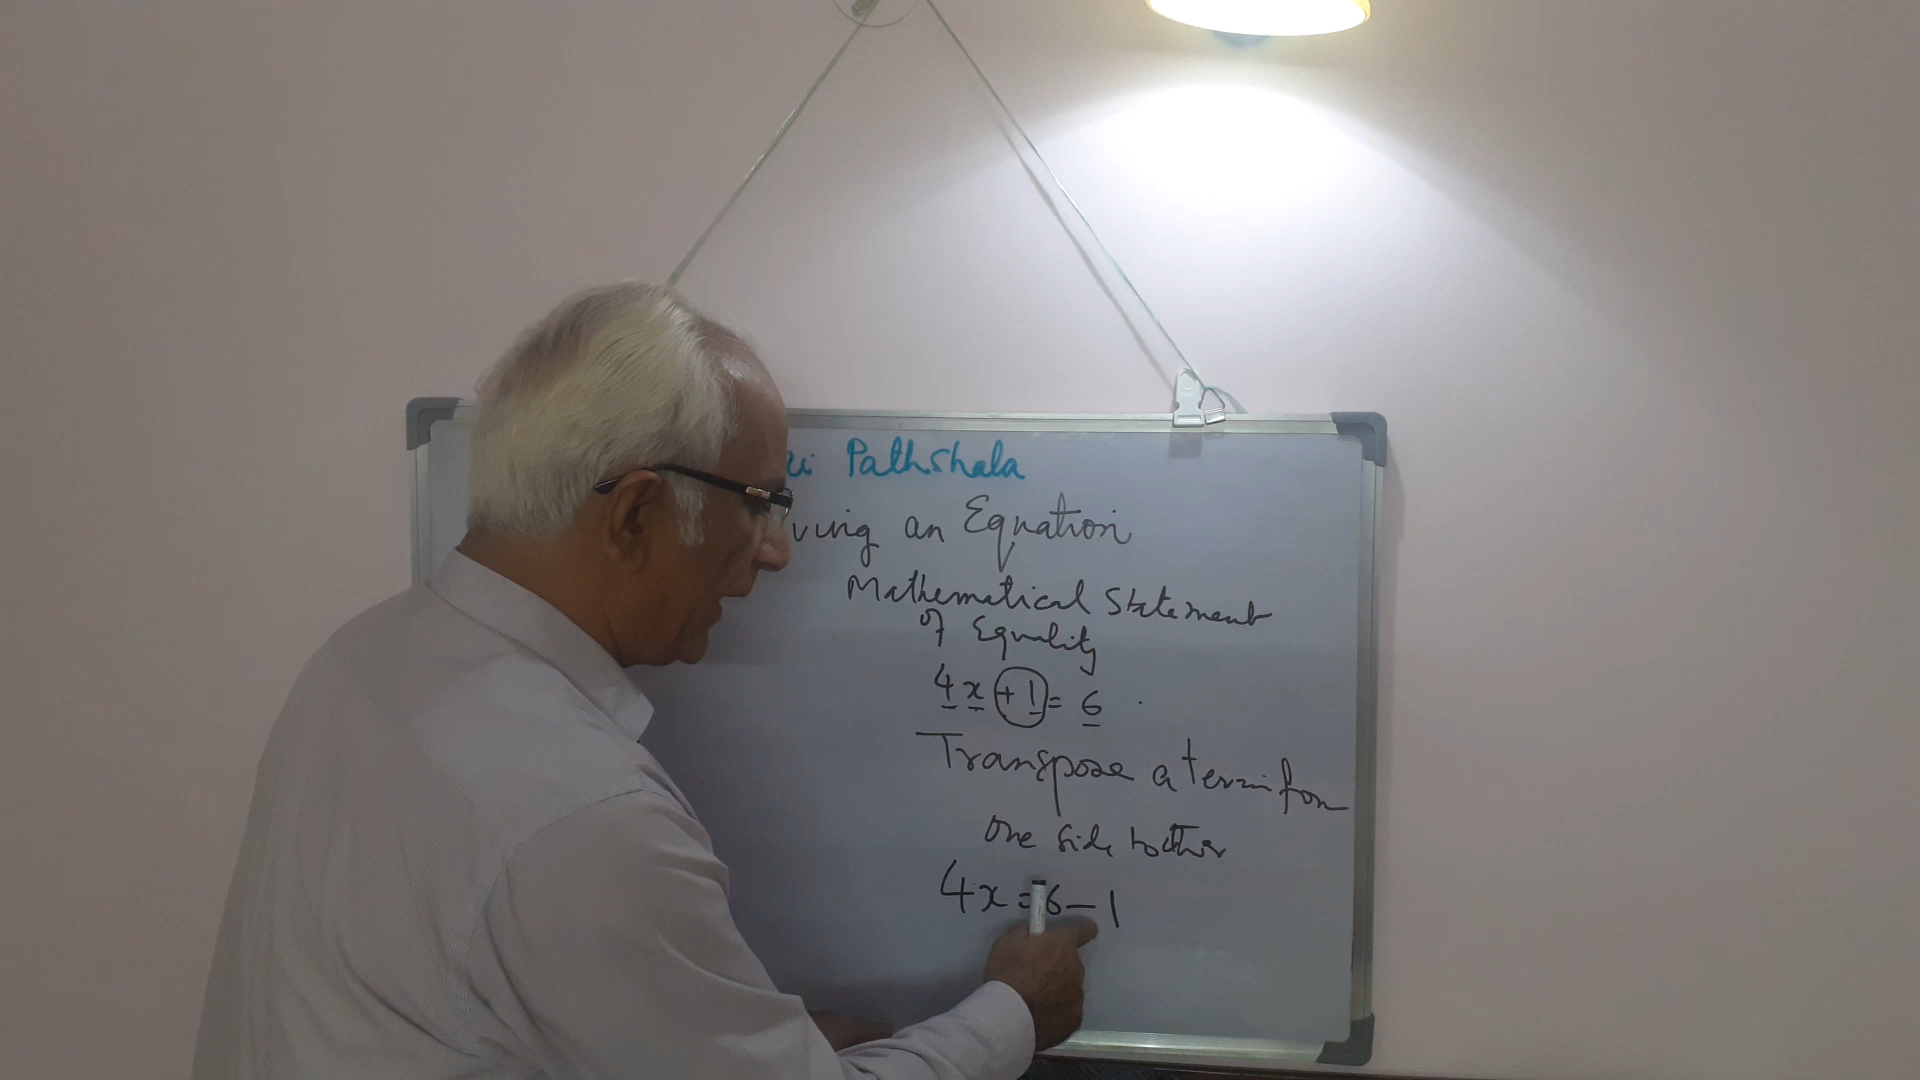 Pathshala
ving an Equation
Mathematical Statement
of Equality
4x +1 = 6
Transpose a term from
one side to other
4x = 6 - 1